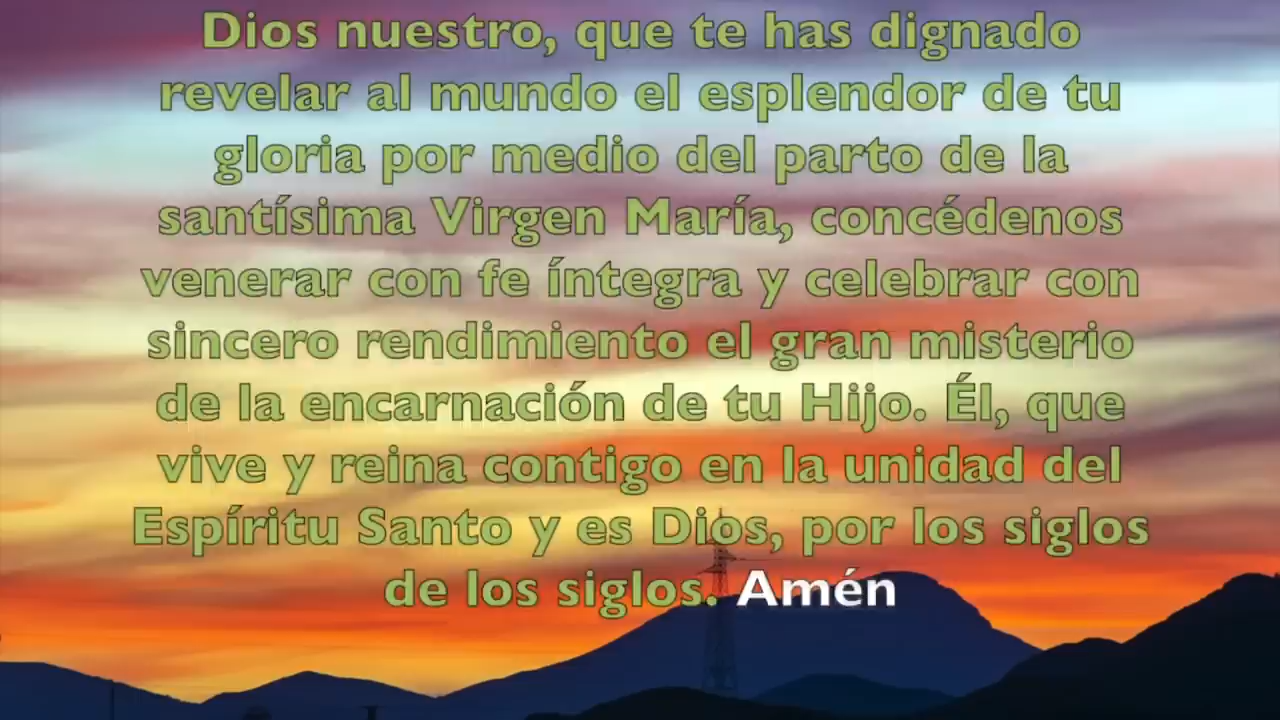 Dios nuestro, que te has dignado
revelar al mundo el esplendor de tu
gloria por medio del parto de la
santísima Virgen María, concédenos
venerar con fe íntegra y celebrar con
sincero rendimiento el gran misterio
de la encarnación de tu Hijo. Él, que
vive y reina contigo en la unidad del
Espíritu Santo y es Dios, por los siglos
de los siglos. Amén